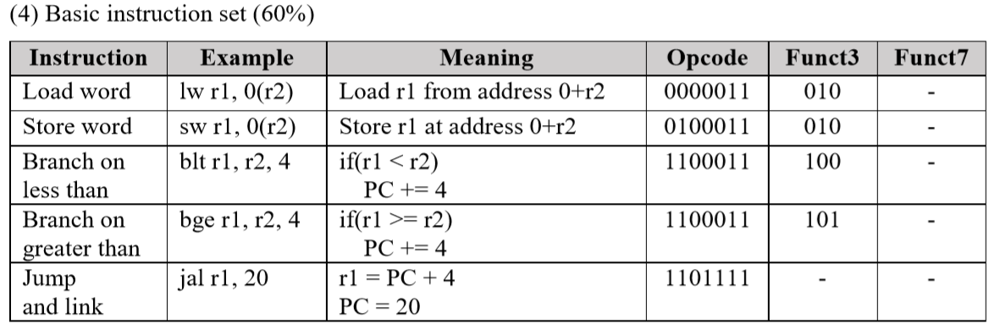 (4) Basic instruction set (60%)
Instruction Example Meaning Opcode Funct3 Funct7
Load word lw r1, 0(r2) Load r1 from address 0+r2 0000011 010 -
Store word sw r1, 0(r2) Store r1 at address 0+r2 0100011 010 -
Branch on blt r1, r2, 4 if(r1 < r2) 1100011 100 -
less than PC += 4
Branch on bge r1, r2, 4 if(r1 >= r2) 1100011 101 -
greater than PC += 4
Jump jal r1, 20 r1 = PC + 4 1101111 - -
and link PC = 20